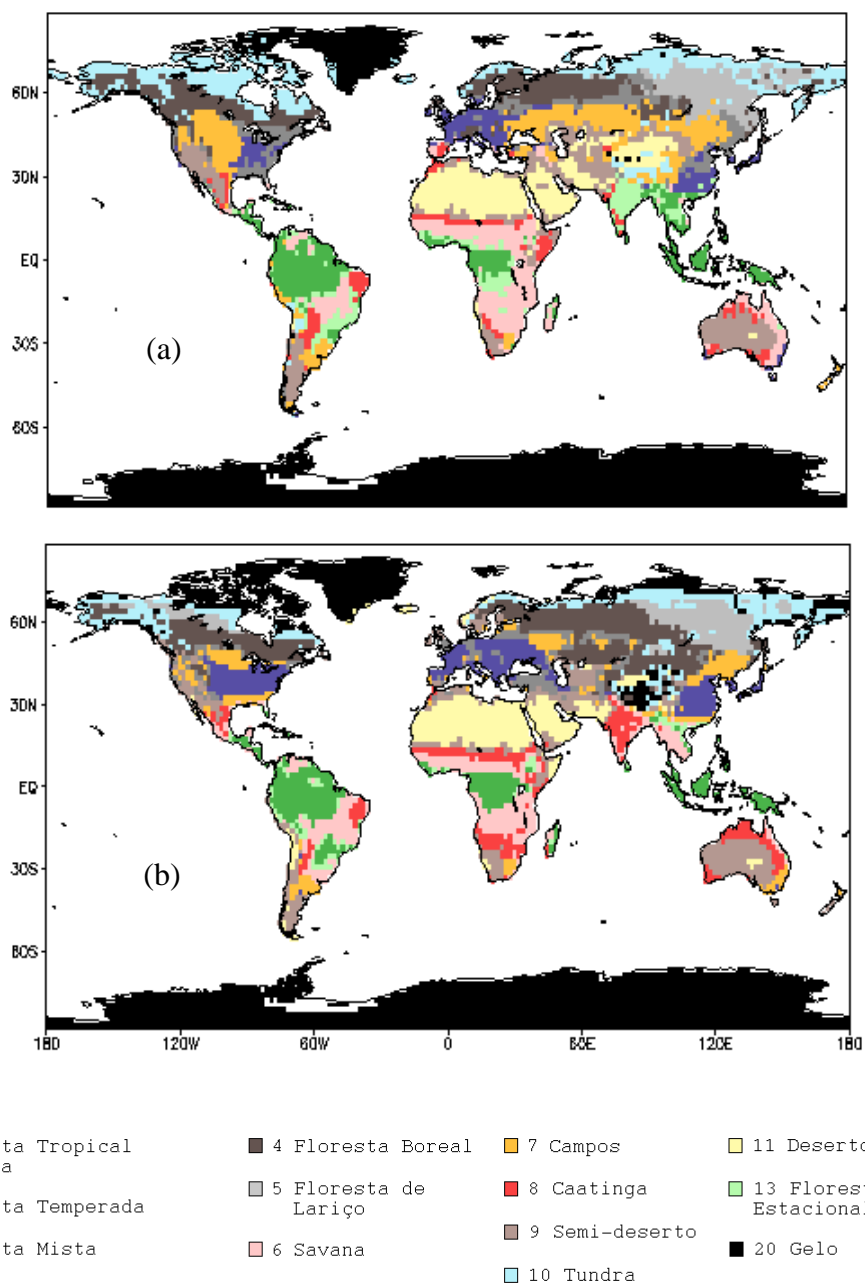 60N
30N
EQ
30S
60S
(a)
60N
30N
EQ
30S
60S
(b)
180 120W 60W 0 60E 120E 180
ta Tropical
a
ta Temperada
ta Mista
4 Floresta Boreal
5 Floresta de
Lariço
6 Savana
7 Campos
8 Caatinga
9 Semi-deserto
10 Tundra
11 Deserto
13 Florest
Estacional
20 Gelo